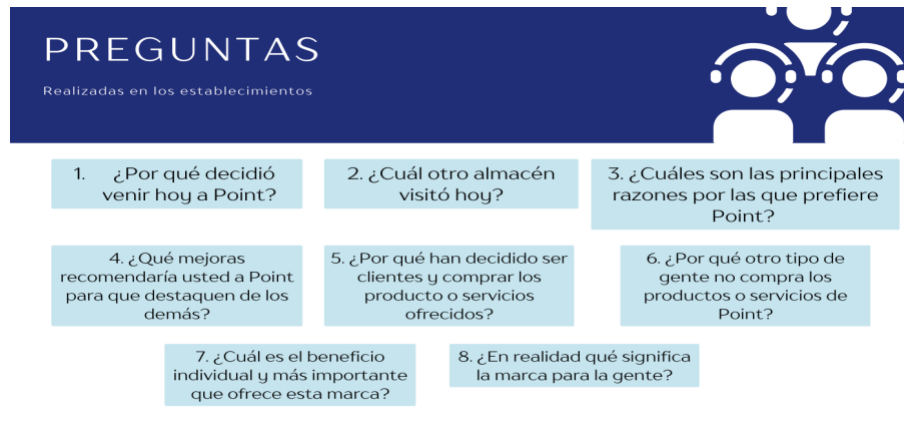 PREGUNTAS
Realizadas en los establecimientos
1. ¿Por qué decidió
venir hoy a Point?
2. ¿Cuál otro almacén
visitó hoy?
3. ¿Cuáles son las principales
razones por las que prefiere
Point?
4. ¿Qué mejoras
recomendaría usted a Point
para que destaquen de los
demás?
5. ¿Por qué han decidido ser
clientes y comprar los
producto o servicios
ofrecidos?
6. ¿Por qué otro tipo de
gente no compra los
productos o servicios de
Point?
7. ¿Cuál es el beneficio
individual y más importante
que ofrece esta marca?
8. ¿En realidad qué significa
la marca para la gente?